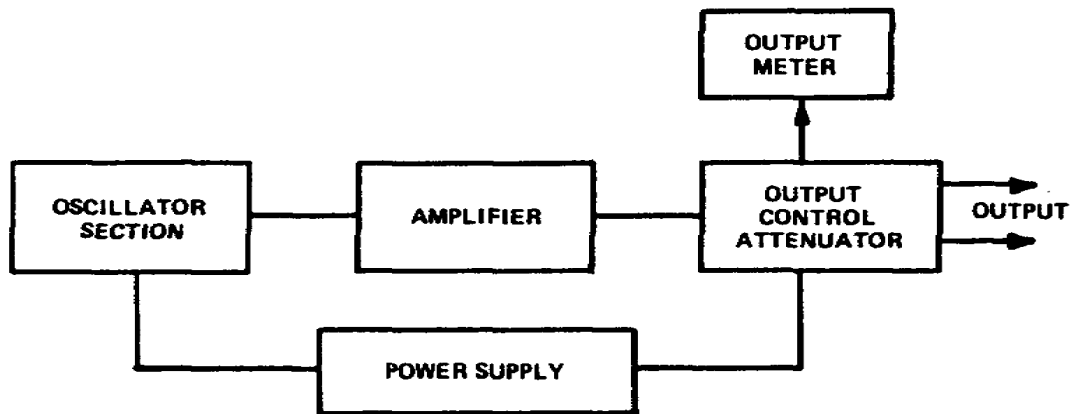 OUTPUT
METER
OSCILLATOR
SECTION
AMPLIFIER
OUTPUT
CONTROL
ATTENUATOR
OUTPUT
POWER SUPPLY